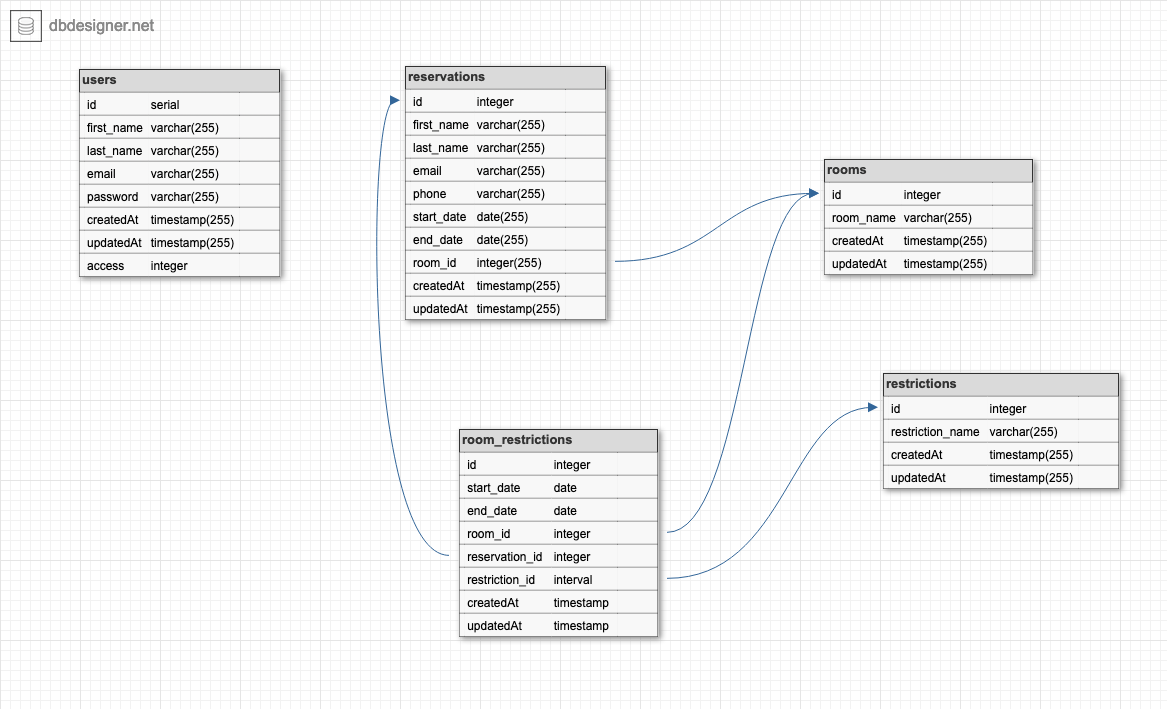 dbdesigner.net
users
id serial
first_name varchar(255)
last_name varchar(255)
email varchar(255)
password varchar(255)
createdAt timestamp(255)
updatedAt timestamp(255)
access integer
reservations
id integer
first_name varchar(255)
last_name varchar(255)
email varchar(255)
phone varchar(255)
start_date date(255)
end_date date(255)
room_id integer(255)
createdAt timestamp(255)
updatedAt timestamp(255)
rooms
id integer
room_name varchar(255)
createdAt timestamp(255)
updatedAt timestamp(255)
restrictions
id integer
restriction_name varchar(255)
createdAt timestamp(255)
updatedAt timestamp(255)
room_restrictions
id integer
start_date date
end_date date
room_id integer
reservation_id integer
restriction_id interval
createdAt timestamp
updatedAt timestamp